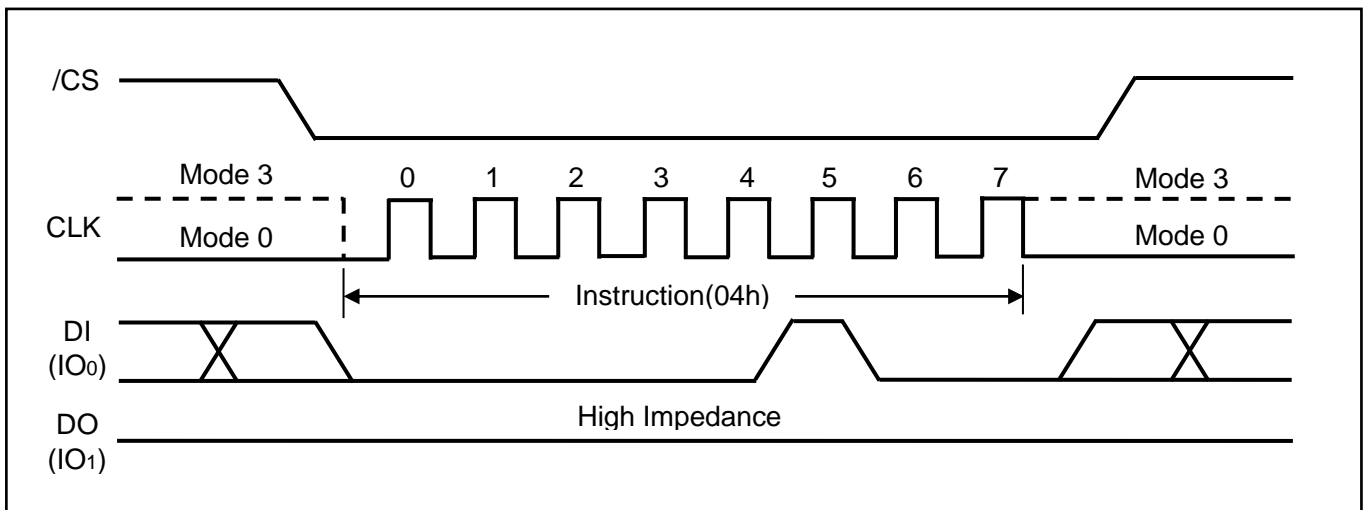 /CS
Mode 3 0 1 2 3 4 5 6 7 Mode 3
CLK
Mode 0 Mode 0
Instruction(04h)
DI
(IO0)
High Impedance
DO
(IO1)